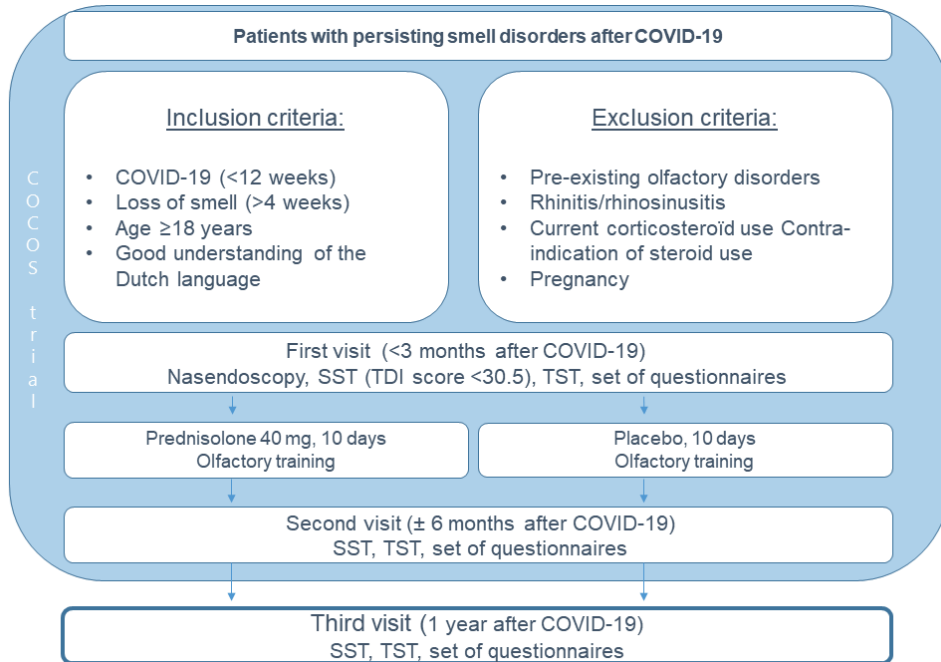 Patients with persisting smell disorders after COVID-19
COCOS trial
Inclusion criteria:
• COVID-19 (<12 weeks)
• Loss of smell (>4 weeks)
• Age ≥18 years
• Good understanding of the
Dutch language
Exclusion criteria:
• Pre-existing olfactory disorders
• Rhinitis/rhinosinusitis
• Current corticosteroïd use Contra-
indication of steroid use
• Pregnancy
First visit (<3 months after COVID-19)
Nasendoscopy, SST (TDI score <30.5), TST, set of questionnaires
Prednisolone 40 mg, 10 days
Olfactory training
Placebo, 10 days
Olfactory training
Second visit (± 6 months after COVID-19)
SST, TST, set of questionnaires
Third visit (1 year after COVID-19)
SST, TST, set of questionnaires